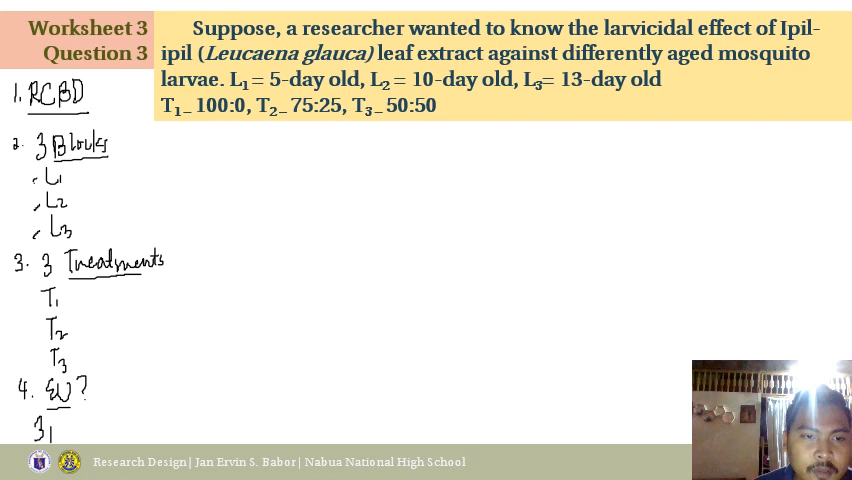 Worksheet 3
Question 3
Suppose, a researcher wanted to know the larvicidal effect of Ipil-
ipil (Leucaena glauca) leaf extract against differently aged mosquito
larvae. L1 = 5-day old, L2 = 10-day old, L3= 13-day old
T1_ 100:0, T2_ 75:25, T3_ 50:50
1. RCBD
2. 3 Blocks
L1
L2
L3
3. 3 Treatments
T1
T2
T3
4. EU?
3
Research Design| Jan Ervin S. Babor| Nabua National High School